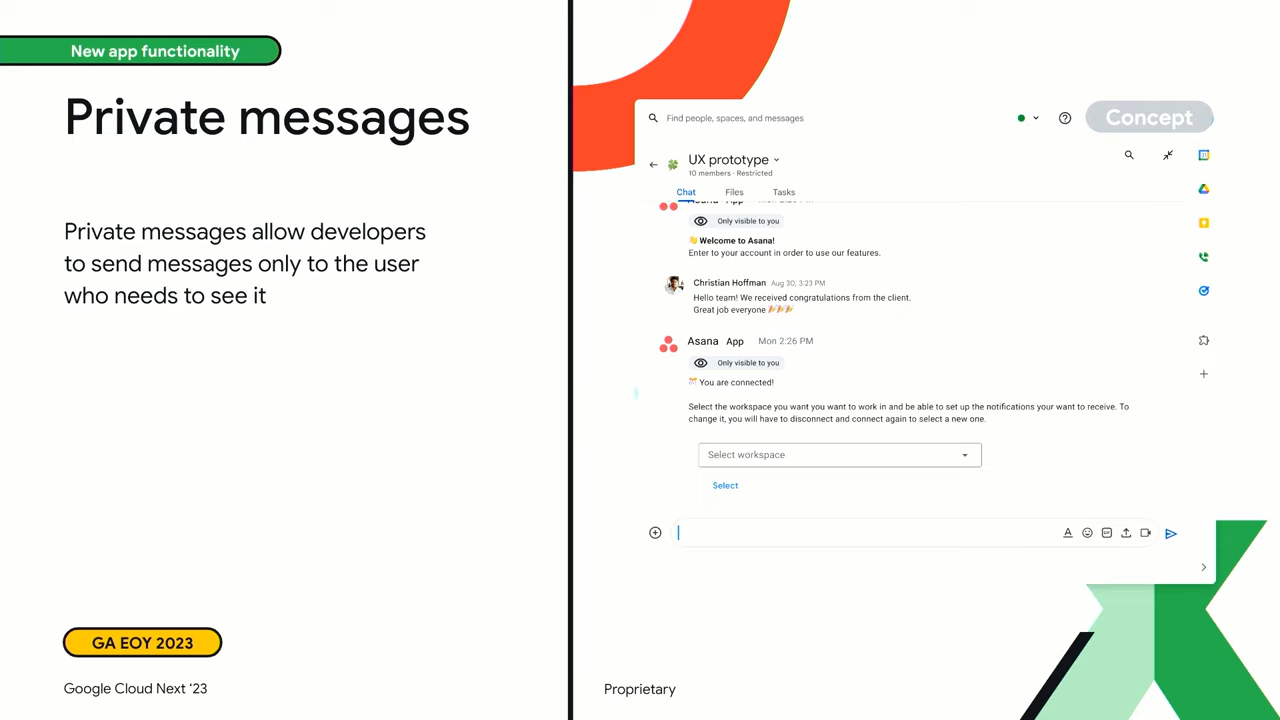 New app functionality
Private messages
Private messages allow developers
to send messages only to the user
who needs to see it
GA EOY 2023
Google Cloud Next ‘23
Find people, spaces, and messages
Concept
UX prototype
10 members · Restricted
Chat Files Tasks
Asana App Mon 2:26 PM
Only visible to you
👋 Welcome to Asana!
Enter to your account in order to use our features.
Christian Hoffman Aug 30, 3:23 PM
Hello team! We received congratulations from the client.
Great job everyone 🎉🎉🎉
Asana App Mon 2:26 PM
Only visible to you
🎊 You are connected!
Select the workspace you want you want to work in and be able to set up the notifications your want to receive. To
change it, you will have to disconnect and connect again to select a new one.
Select workspace
Select
Proprietary